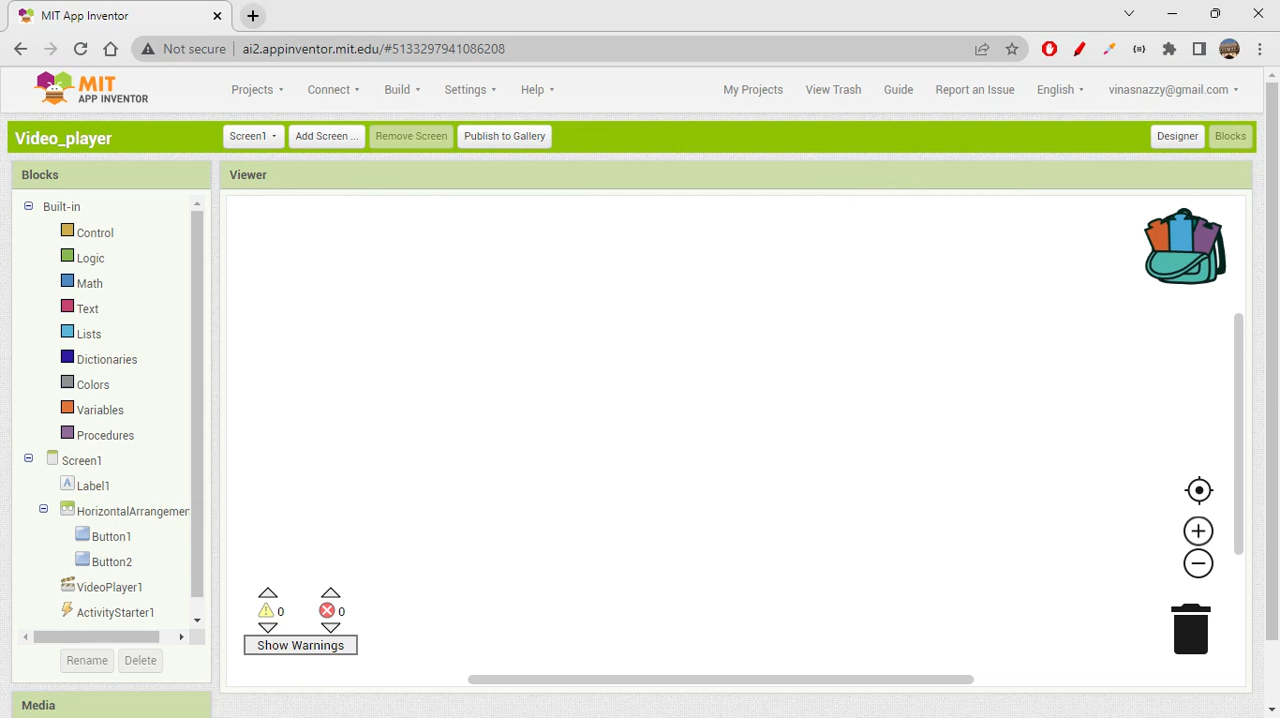 MIT App Inventor
Not secure
ai2.appinventor.mit.edu/#5133297941086208
MIT
APP INVENTOR
Projects
Connect
Build
Settings
Help
My Projects
View Trash
Guide
Report an Issue
English
vinasnazzy@gmail.com
Video_player
Screen1
Add Screen ...
Remove Screen
Publish to Gallery
Designer
Blocks
Blocks
Viewer
Built-in
Control
Logic
Math
Text
Lists
Dictionaries
Colors
Variables
Procedures
Screen1
A Label1
HorizontalArrangemer
Button1
Button2
VideoPlayer1
ActivityStarter1
0
0
Show Warnings
Rename
Delete
Media